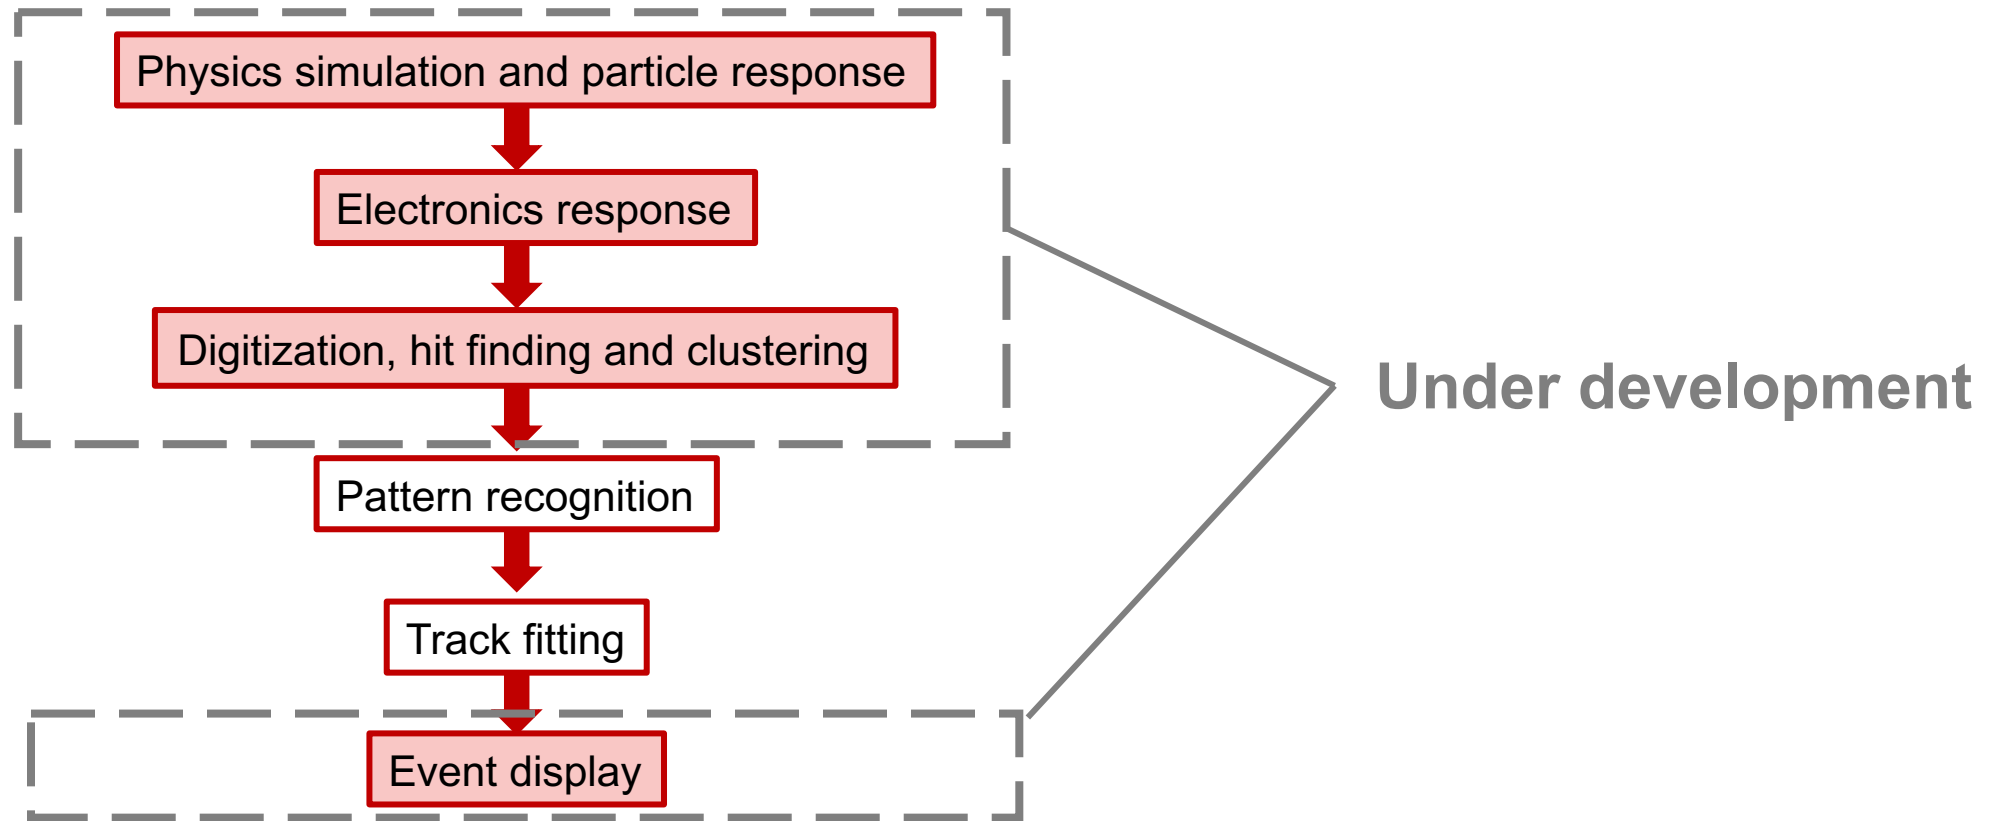 Physics simulation and particle response
Electronics response
Digitization, hit finding and clustering
Under development
Pattern recognition
Track fitting
Event display